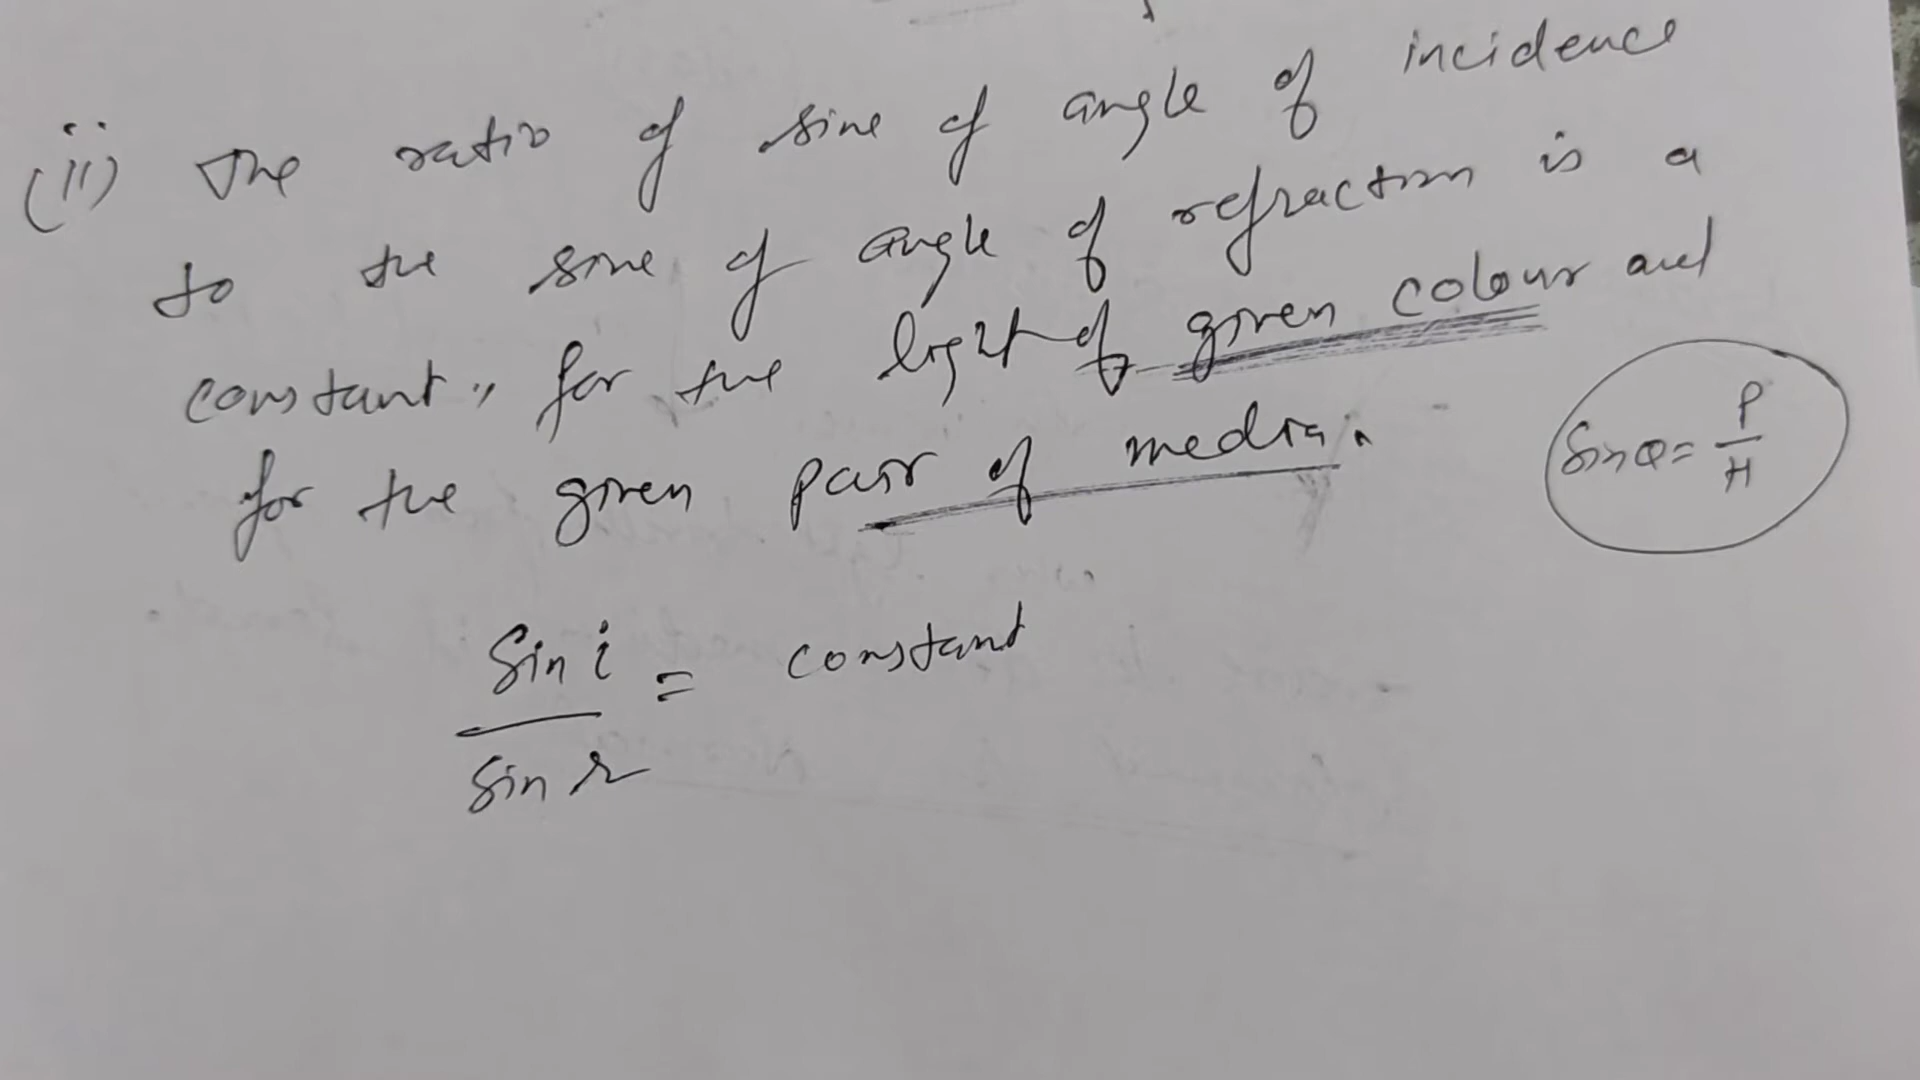 (ii) The ratio of sine of angle of incidence
to the sine of angle of refraction is a
constant, for the light of given colour and
for the given pair of media.
Sin θ = P/H
Sin i / Sin r = constant